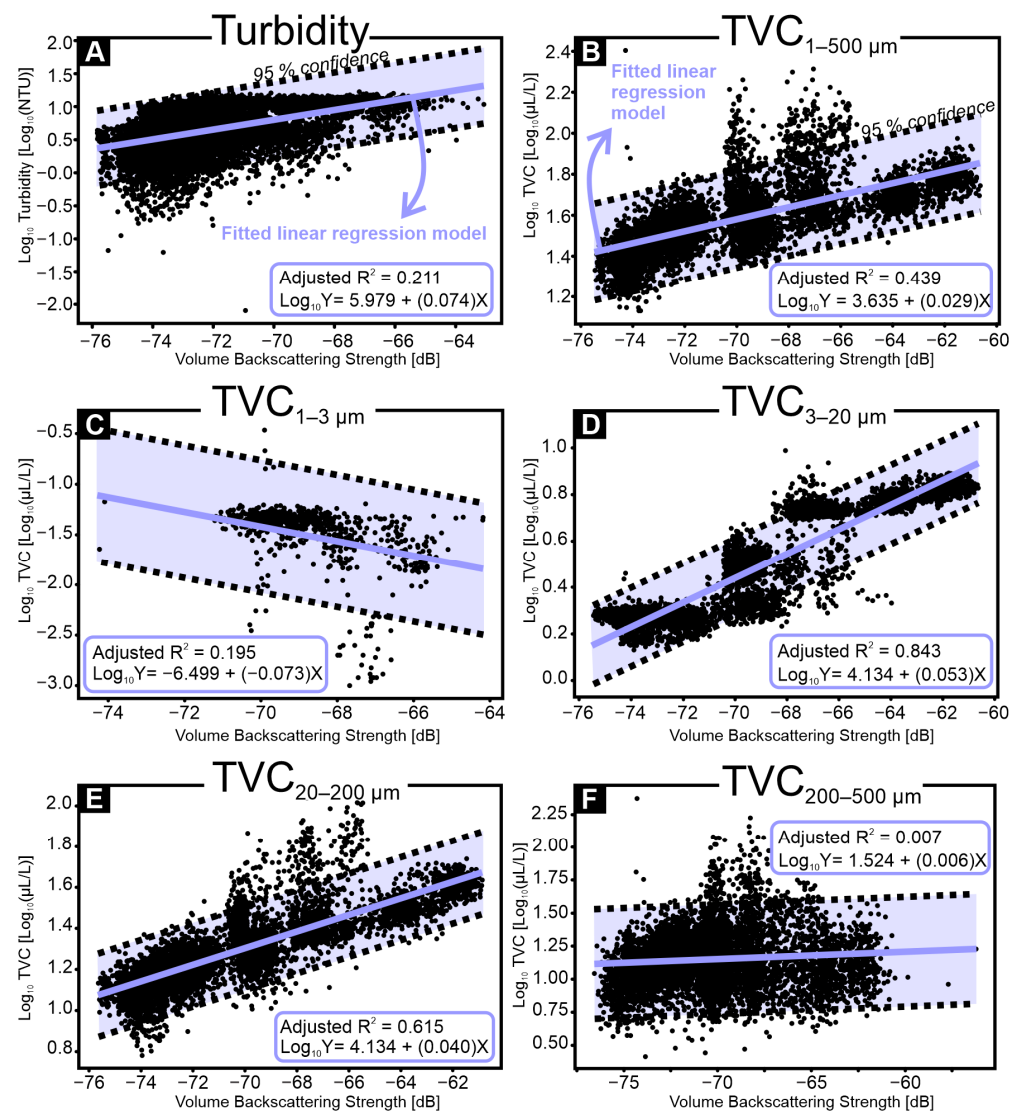 Turbidity
A
Log₁₀ Turbidity [Log₁₀(NTU)]
2.0
1.5
1.0
0.5
−0.0
−0.5
−1.0
−1.5
−2.0
95 % confidence
Fitted linear regression model
Adjusted R² = 0.211
Log₁₀Y= 5.979 + (0.074)X
−76 −74 −72 −70 −68 −66 −64
Volume Backscattering Strength [dB]
TVC₁–₅₀₀ µm
B
Log₁₀ TVC [Log₁₀(µL/L)]
2.4
2.2
2.0
1.8
1.6
1.4
1.2
Fitted linear
regression
model
95 % confidence
Adjusted R² = 0.439
Log₁₀Y = 3.635 + (0.029)X
−76 −74 −72 −70 −68 −66 −64 −62 −60
Volume Backscattering Strength [dB]
TVC₁–₃ µm
C
Log₁₀ TVC [Log₁₀(µL/L)]
−0.5
−1.0
−1.5
−2.0
−2.5
−3.0
Adjusted R² = 0.195
Log₁₀Y= −6.499 + (−0.073)X
−74 −72 −70 −68 −66 −64
Volume Backscattering Strength [dB]
TVC₃–₂₀ µm
D
Log₁₀ TVC [Log₁₀(µL/L)]
1.0
0.8
0.6
0.4
0.2
0.0
Adjusted R² = 0.843
Log₁₀Y= 4.134 + (0.053)X
−76 −74 −72 −70 −68 −66 −64 −62 −60
Volume Backscattering Strength [dB]
TVC₂₀–₂₀₀ µm
E
Log₁₀ TVC [Log₁₀(µL/L)]
2.0
1.8
1.6
1.4
1.2
1.0
0.8
Adjusted R² = 0.615
Log₁₀Y= 4.134 + (0.040)X
−76 −74 −72 −70 −68 −66 −64 −62
Volume Backscattering Strength [dB]
TVC₂₀₀–₅₀₀ µm
F
Log₁₀ TVC [Log₁₀(µL/L)]
2.25
2.00
1.75
1.50
1.25
1.00
0.75
0.50
Adjusted R² = 0.007
Log₁₀Y= 1.524 + (0.006)X
−75 −70 −65 −60
Volume Backscattering Strength [dB]